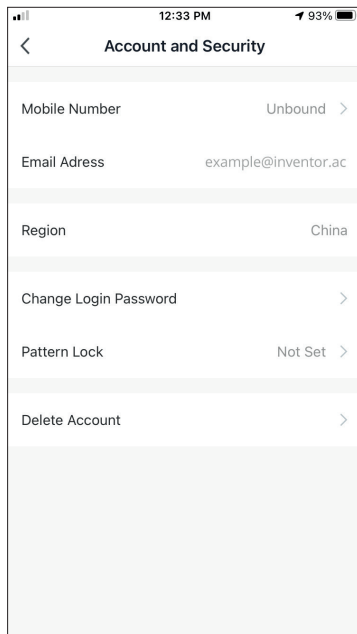 12:33 PM
93%
Account and Security
Mobile Number Unbound
Email Adress example@inventor.ac
Region China
Change Login Password
Pattern Lock Not Set
Delete Account